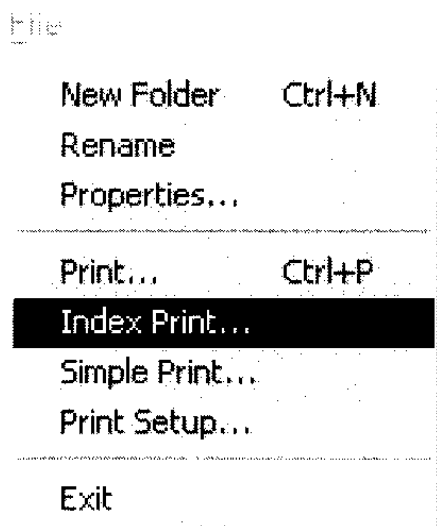 File
New Folder Ctrl+N
Rename
Properties...
Print... Ctrl+P
Index Print...
Simple Print...
Print Setup...
Exit